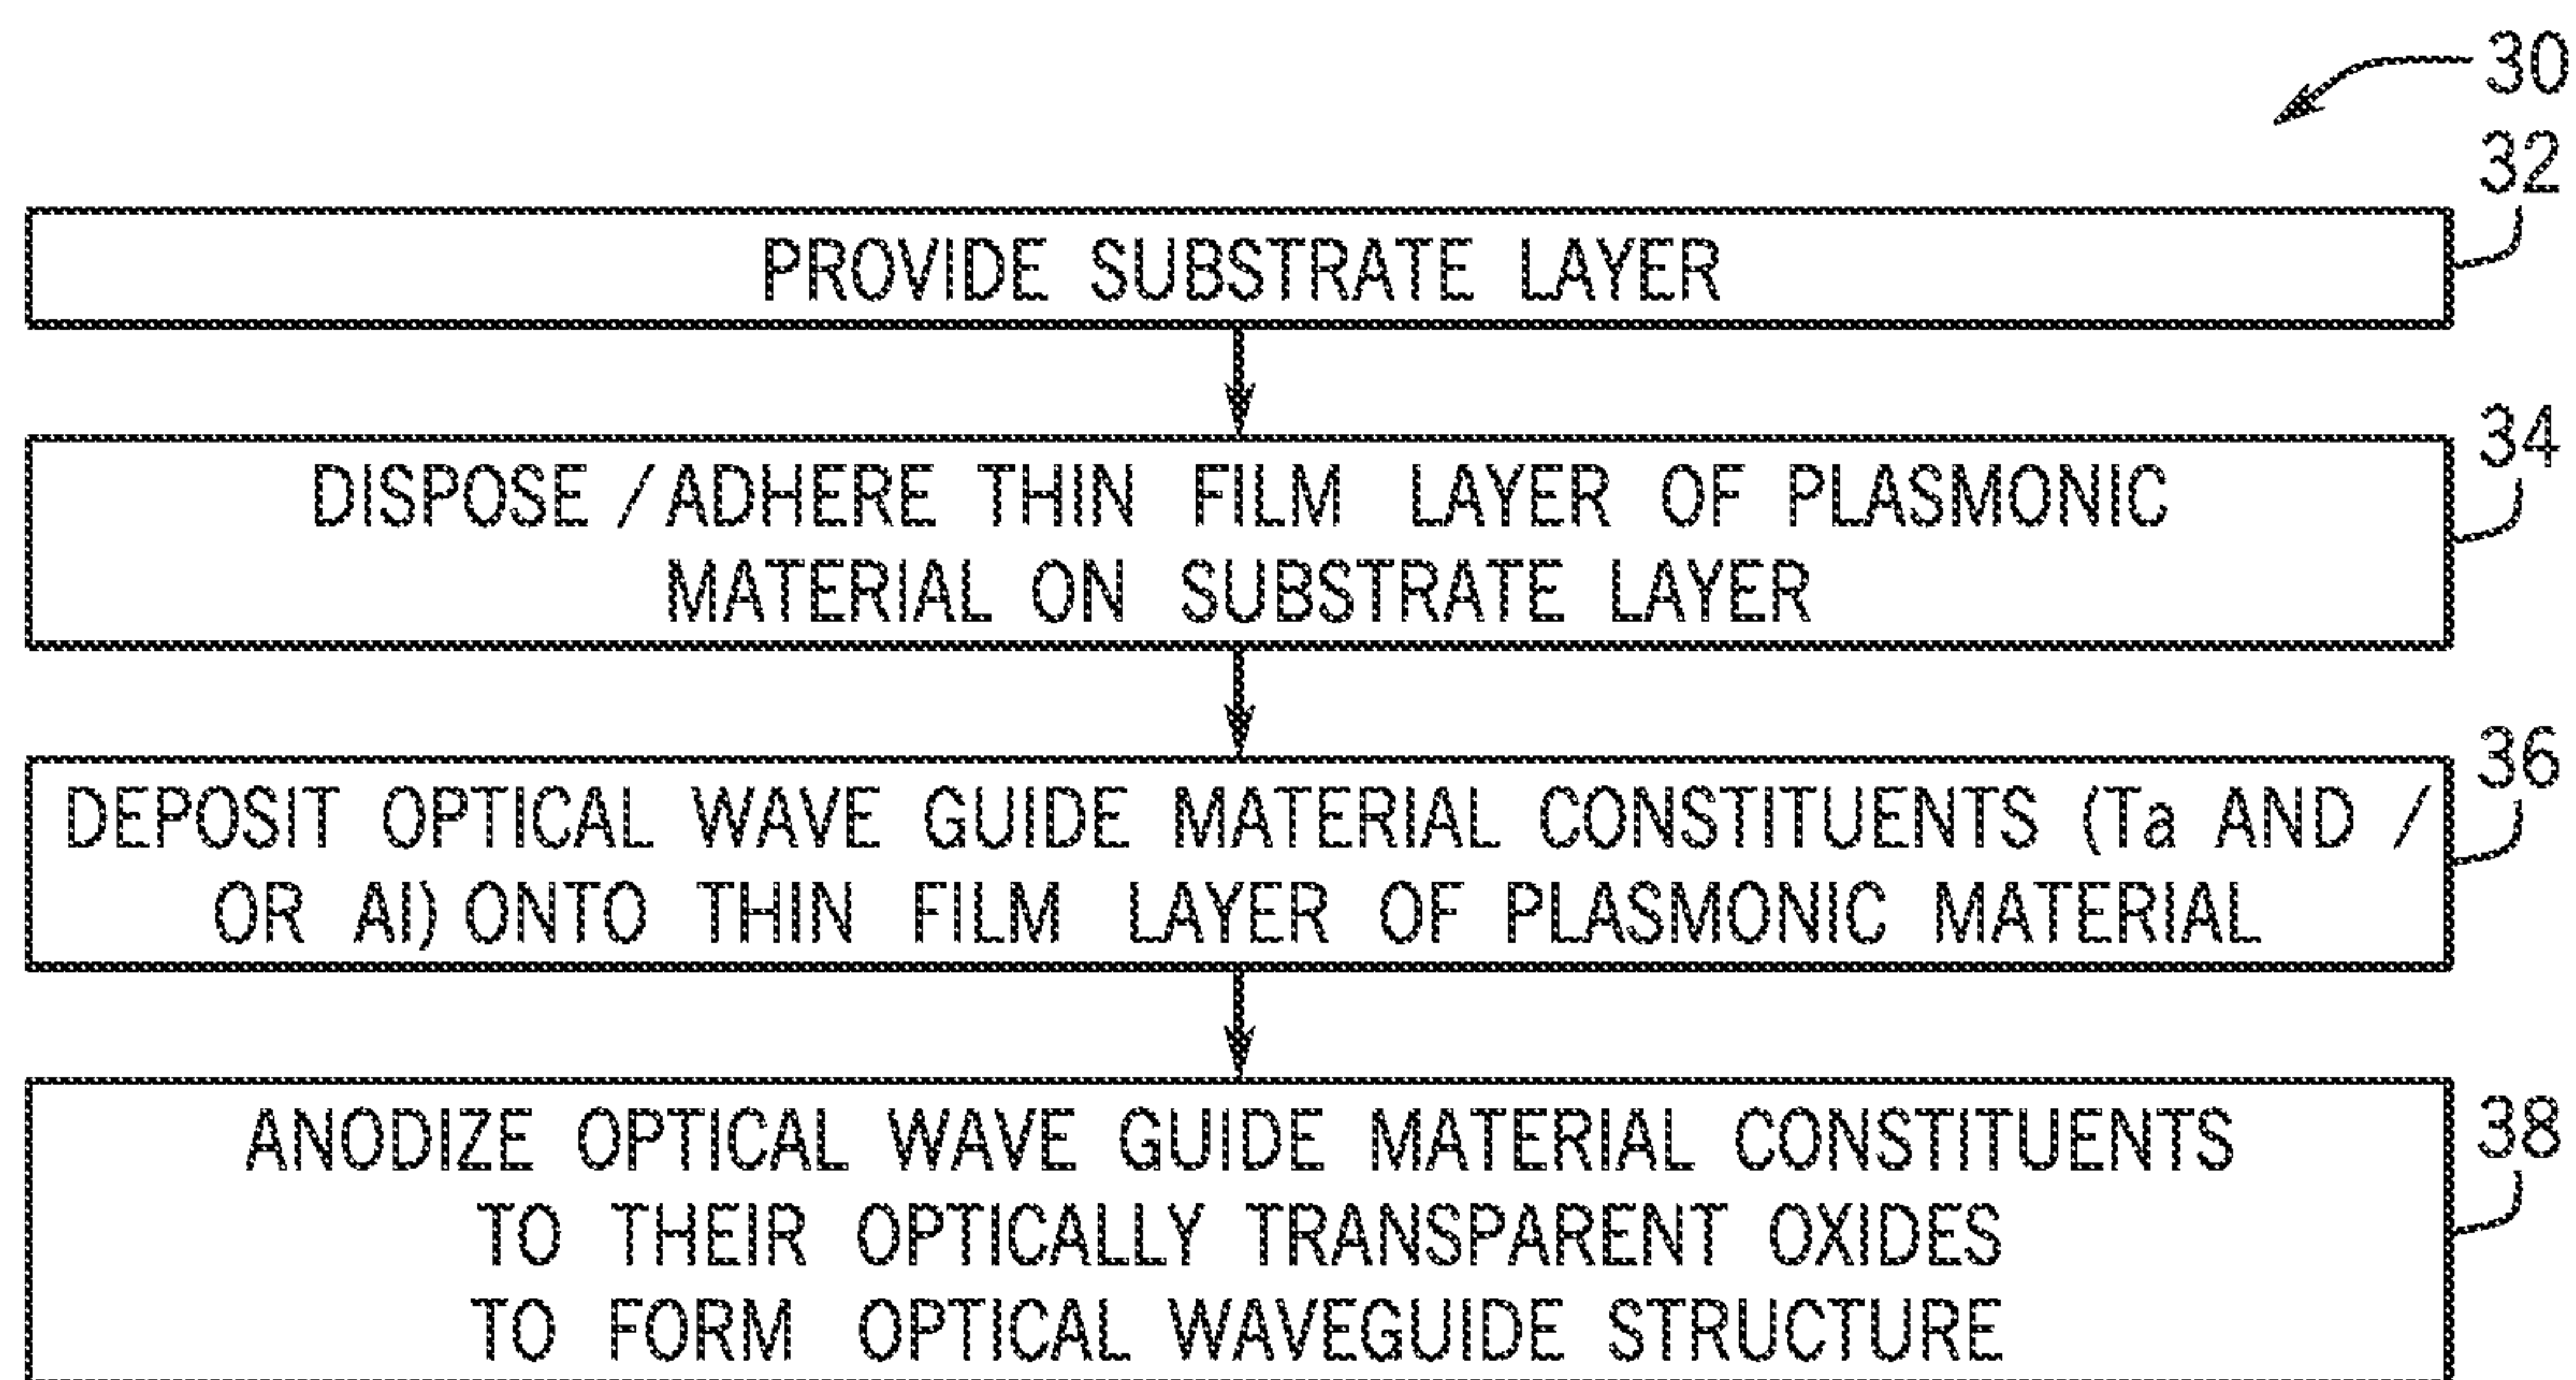 30
32
PROVIDE SUBSTRATE LAYER
34
DISPOSE / ADHERE THIN FILM LAYER OF PLASMONIC
MATERIAL ON SUBSTRATE LAYER
36
DEPOSIT OPTICAL WAVE GUIDE MATERIAL CONSTITUENTS (Ta AND /
OR Al) ONTO THIN FILM LAYER OF PLASMONIC MATERIAL
38
ANODIZE OPTICAL WAVE GUIDE MATERIAL CONSTITUENTS
TO THEIR OPTICALLY TRANSPARENT OXIDES
TO FORM OPTICAL WAVEGUIDE STRUCTURE